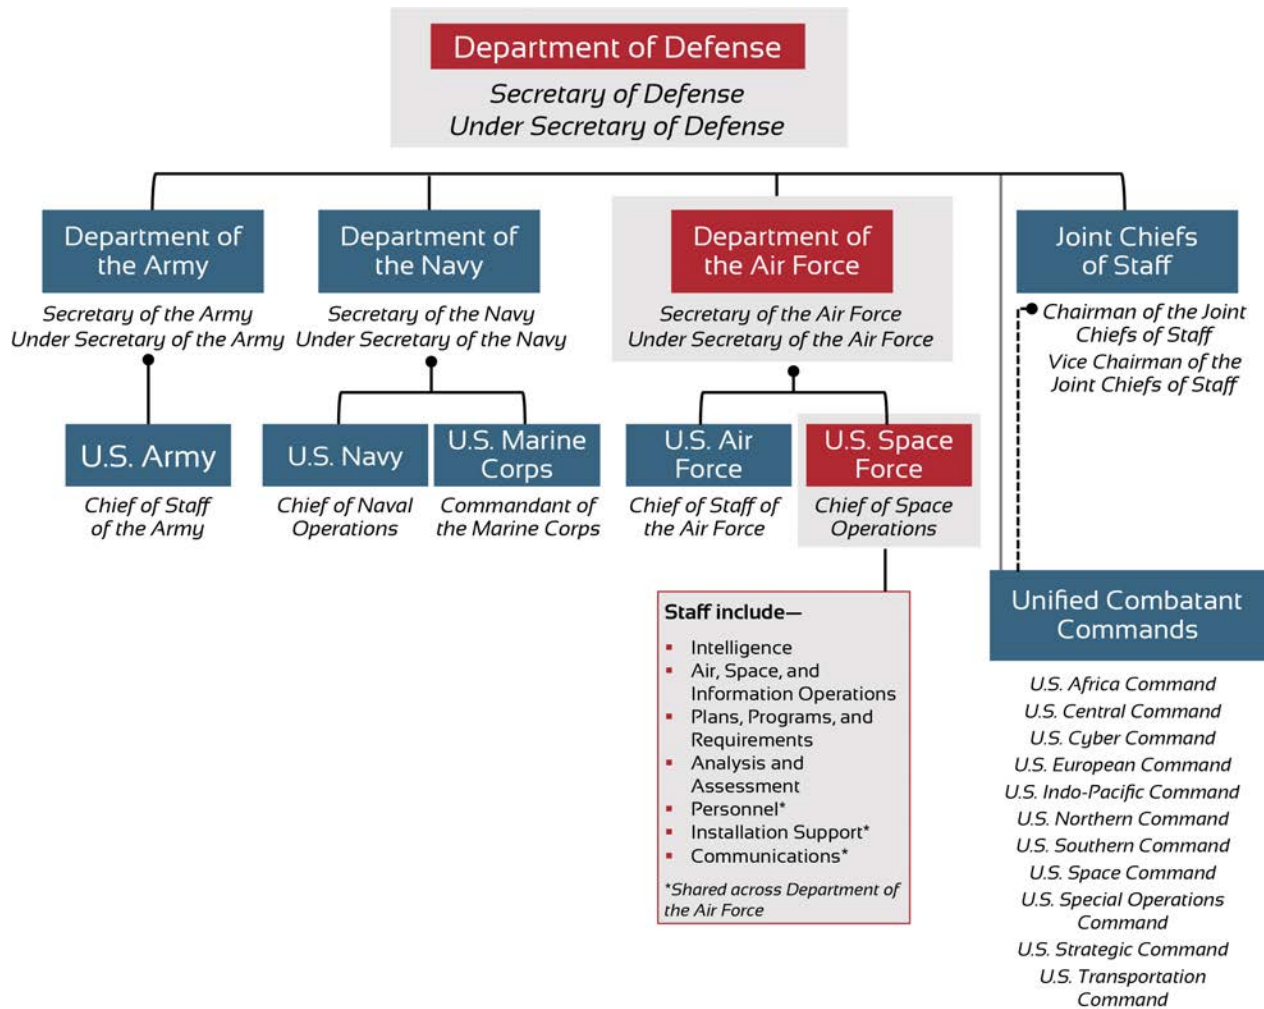 Department of Defense
Secretary of Defense
Under Secretary of Defense
Department of
the Army
Secretary of the Army
Under Secretary of the Army
Department of
the Navy
Secretary of the Navy
Under Secretary of the Navy
Department of
the Air Force
Secretary of the Air Force
Under Secretary of the Air Force
Joint Chiefs
of Staff
Chairman of the Joint
Chiefs of Staff
Vice Chairman of the
Joint Chiefs of Staff
U.S. Army
Chief of Staff
of the Army
U.S. Navy
Chief of Naval
Operations
U.S. Marine
Corps
Commandant of
the Marine Corps
U.S. Air
Force
Chief of Staff of
the Air Force
U.S. Space
Force
Chief of Space
Operations
Staff include—
▪ Intelligence
▪ Air, Space, and
Information Operations
▪ Plans, Programs, and
Requirements
▪ Analysis and
Assessment
▪ Personnel*
▪ Installation Support*
▪ Communications*
*Shared across Department of
the Air Force
Unified Combatant
Commands
U.S. Africa Command
U.S. Central Command
U.S. Cyber Command
U.S. European Command
U.S. Indo-Pacific Command
U.S. Northern Command
U.S. Southern Command
U.S. Space Command
U.S. Special Operations
Command
U.S. Strategic Command
U.S. Transportation
Command